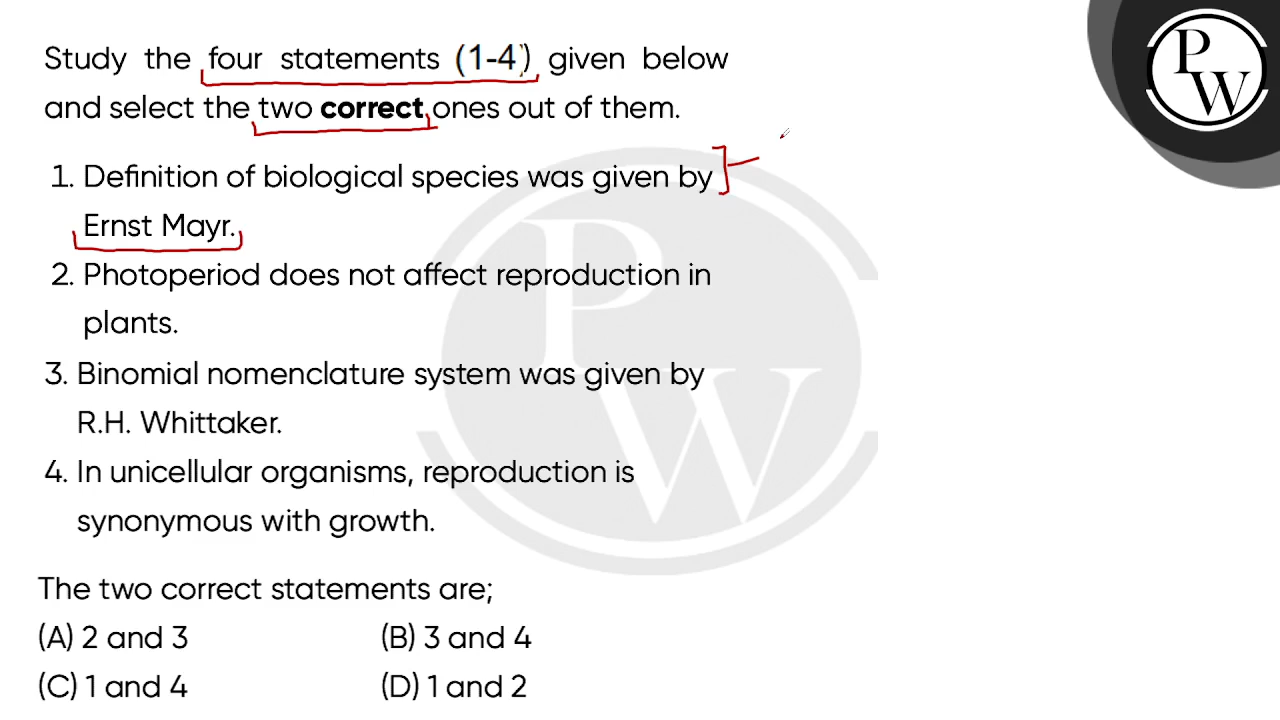 Study the four statements (1-4) given below
and select the two correct ones out of them.
1. Definition of biological species was given by
Ernst Mayr.
2. Photoperiod does not affect reproduction in
plants.
3. Binomial nomenclature system was given by
R.H. Whittaker.
4. In unicellular organisms, reproduction is
synonymous with growth.
The two correct statements are;
(A) 2 and 3 (B) 3 and 4
(C) 1 and 4 (D) 1 and 2
PW
PW